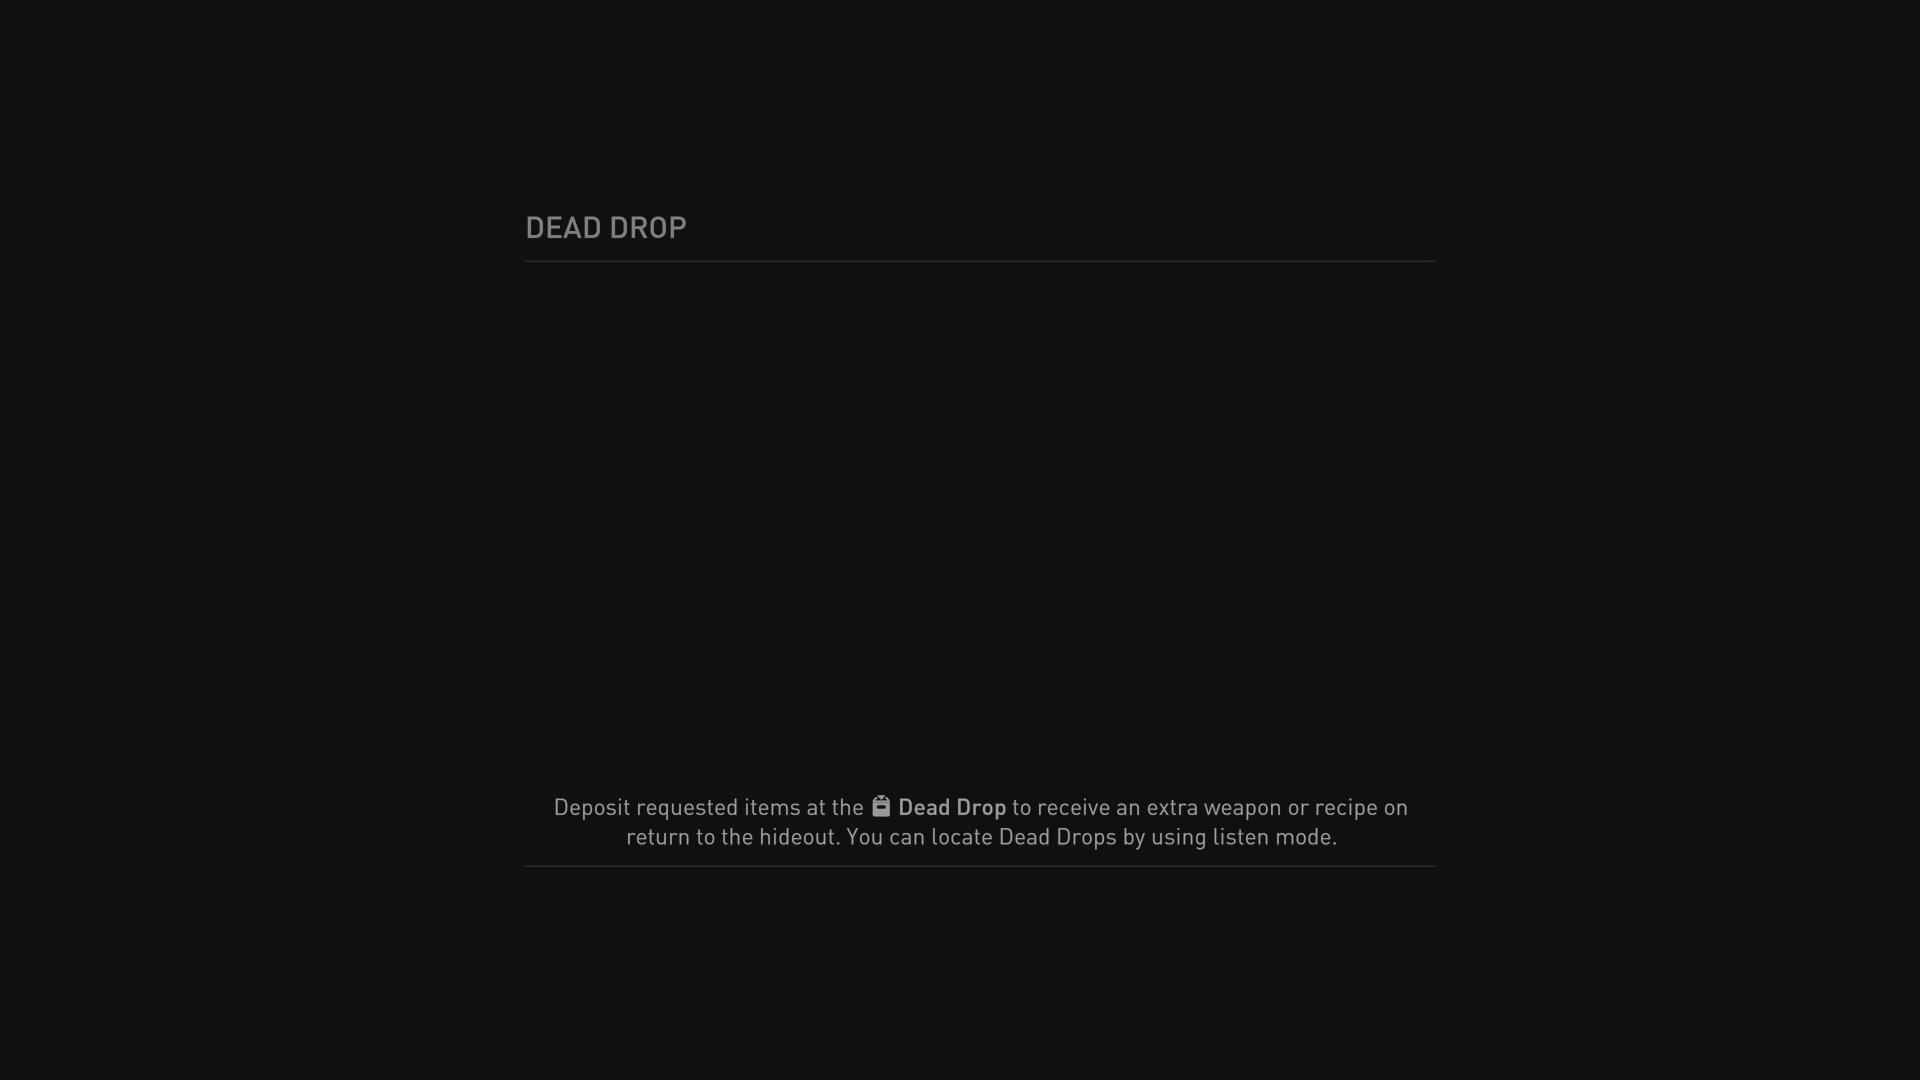 DEAD DROP
Deposit requested items at the Dead Drop to receive an extra weapon or recipe on
return to the hideout. You can locate Dead Drops by using listen mode.